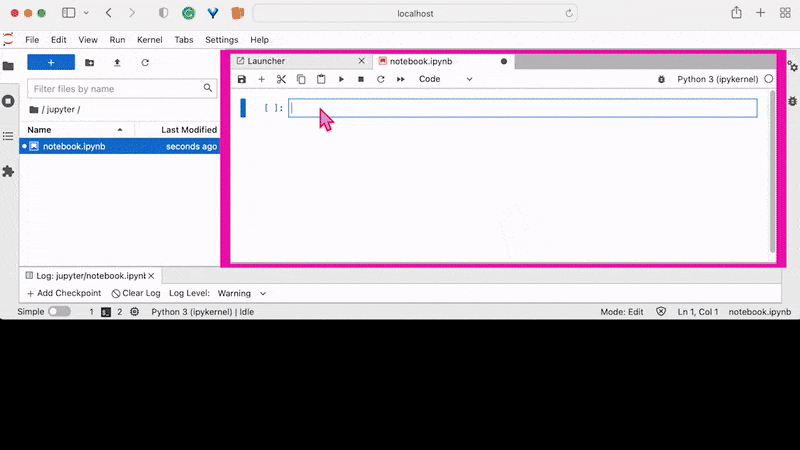 localhost
File Edit View Run Kernel Tabs Settings Help
Launcher
notebook.ipynb
Code
Python 3 (ipykernel)
Filter files by name
/ jupyter /
Name Last Modified
notebook.ipynb seconds ago
[ ]:
Log: jupyter/notebook.ipynb
+ Add Checkpoint Clear Log Log Level: Warning
Simple 1 2 Python 3 (ipykernel) | Idle Mode: Edit Ln 1, Col 1 notebook.ipynb